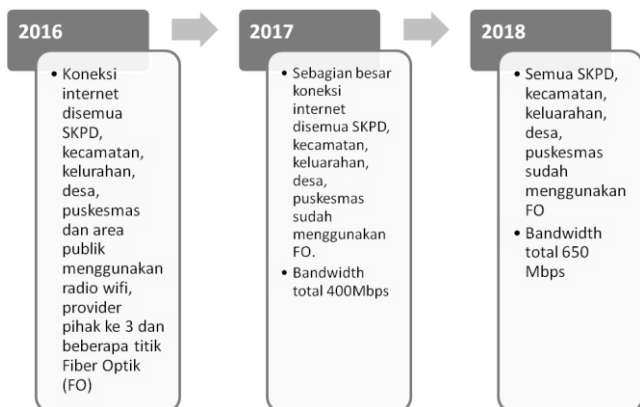 2016
• Koneksi
internet
disemua
SKPD,
kecamatan,
kelurahan,
desa,
puskesmas
dan area
publik
menggunakan
radio wifi,
provider
pihak ke 3 dan
beberapa titik
Fiber Optik
(FO)
2017
• Sebagian besar
koneksi
internet
disemua SKPD,
kecamatan,
keluarahan,
desa,
puskesmas
sudah
menggunakan
FO.
• Bandwidth
total 400Mbps
2018
• Semua SKPD,
kecamatan,
keluarahan,
desa,
puskesmas
sudah
menggunakan
FO
• Bandwidth
total 650
Mbps